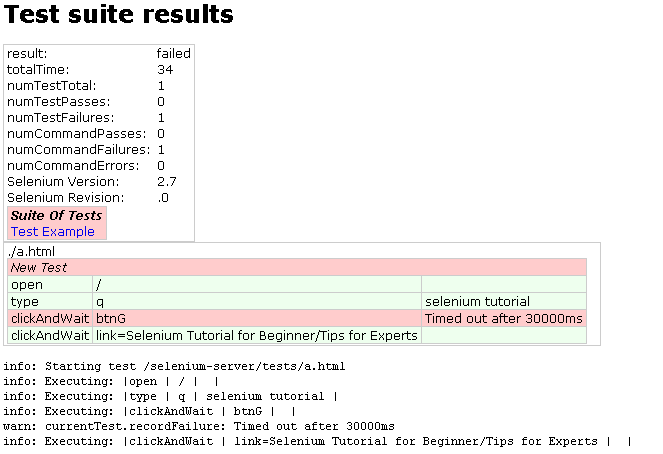 Test suite results
result: failed
totalTime: 34
numTestTotal: 1
numTestPasses: 0
numTestFailures: 1
numCommandPasses: 0
numCommandFailures: 1
numCommandErrors: 0
Selenium Version: 2.7
Selenium Revision: .0
Suite Of Tests
Test Example
./a.html
New Test
open /
type q selenium tutorial
clickAndWait btnG Timed out after 30000ms
clickAndWait link=Selenium Tutorial for Beginner/Tips for Experts
info: Starting test /selenium-server/tests/a.html
info: Executing: |open | / | |
info: Executing: |type | q | selenium tutorial |
info: Executing: |clickAndWait | btnG | |
warn: currentTest.recordFailure: Timed out after 30000ms
info: Executing: |clickAndWait | link=Selenium Tutorial for Beginner/Tips for Experts | |